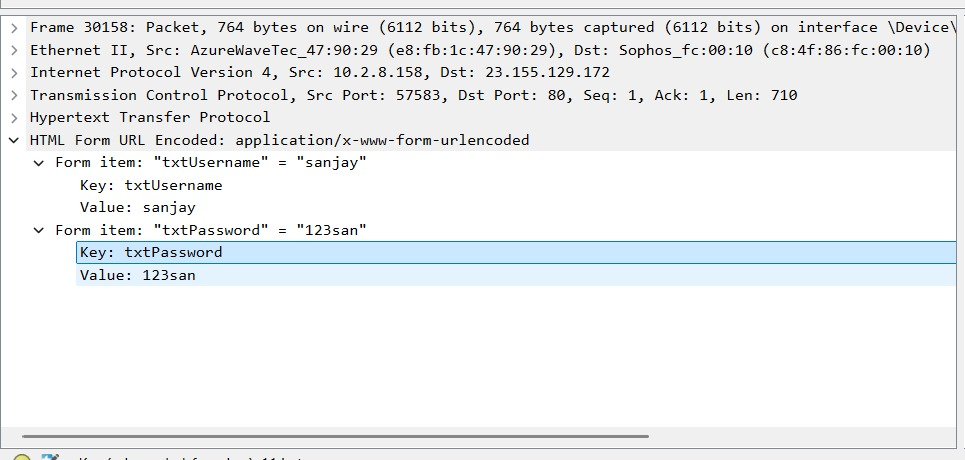 Frame 30158: Packet, 764 bytes on wire (6112 bits), 764 bytes captured (6112 bits) on interface \Device\
Ethernet II, Src: AzureWaveTec_47:90:29 (e8:fb:1c:47:90:29), Dst: Sophos_fc:00:10 (c8:4f:86:fc:00:10)
Internet Protocol Version 4, Src: 10.2.8.158, Dst: 23.155.129.172
Transmission Control Protocol, Src Port: 57583, Dst Port: 80, Seq: 1, Ack: 1, Len: 710
Hypertext Transfer Protocol
HTML Form URL Encoded: application/x-www-form-urlencoded
Form item: "txtUsername" = "sanjay"
Key: txtUsername
Value: sanjay
Form item: "txtPassword" = "123san"
Key: txtPassword
Value: 123san